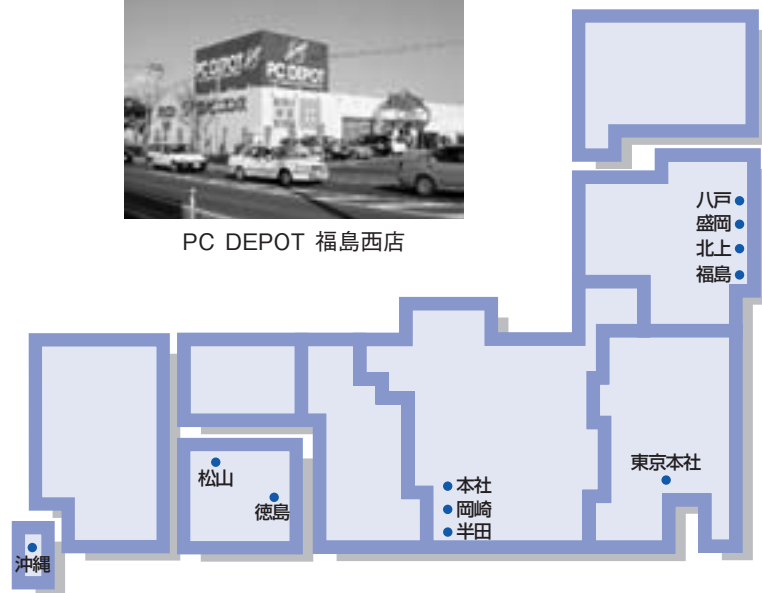 PC DEPOT
PC DEPOT
PC DEPOT 福島西店
八戸
盛岡
北上
福島
東京本社
本社
岡崎
半田
松山
徳島
沖縄